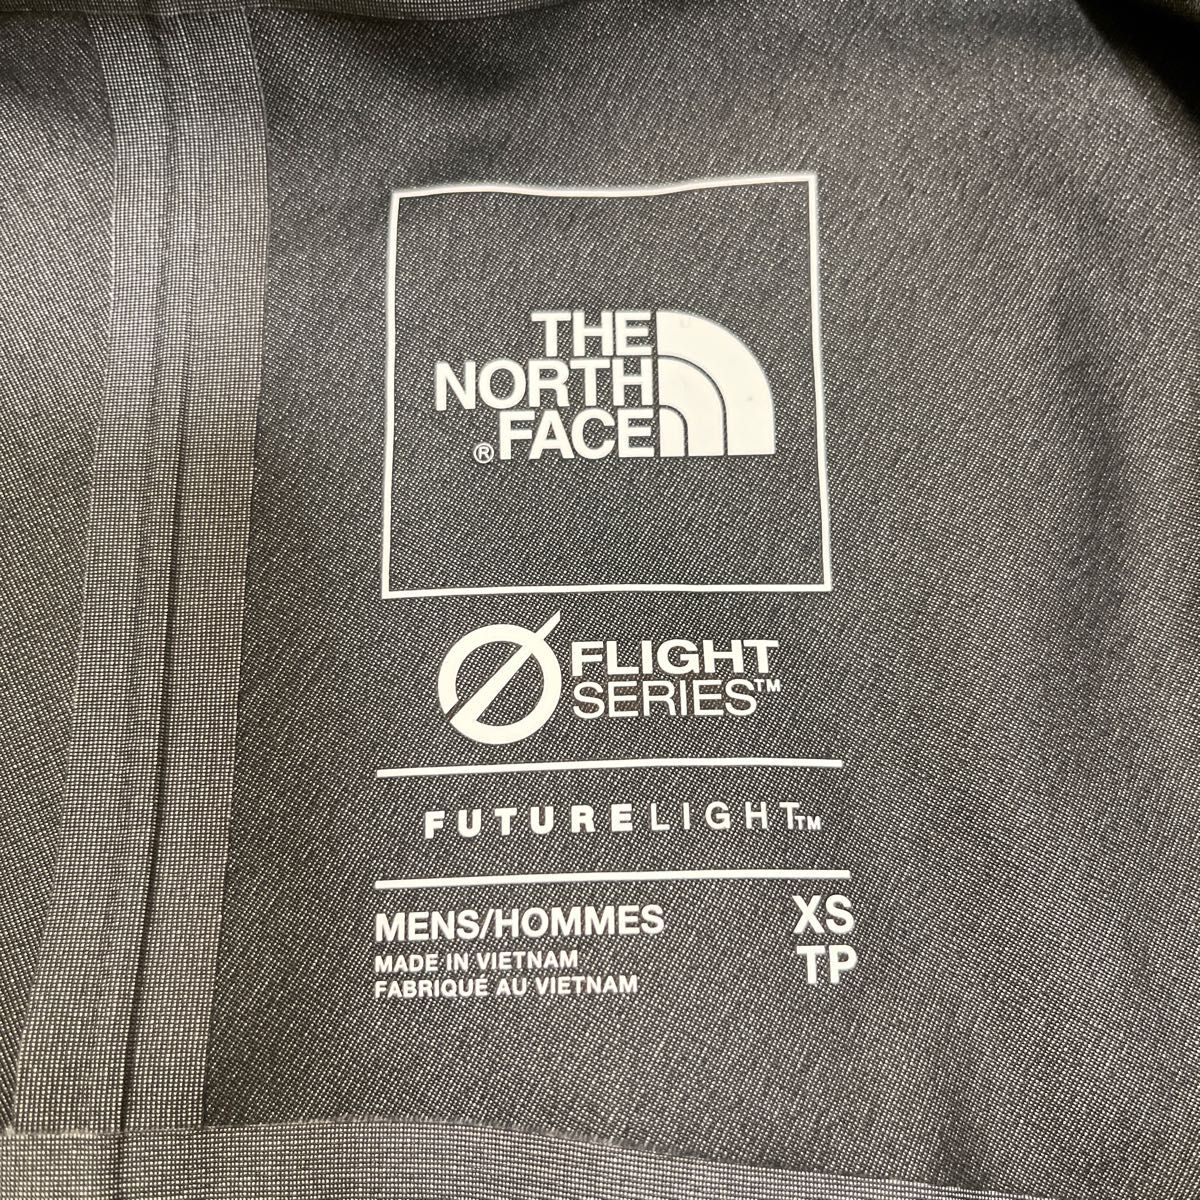 THE
NORTH
® FACE
FLIGHT
SERIES™
FUTURELIGHT™
MENS/HOMMES XS
MADE IN VIETNAM TP
FABRIQUÉ AU VIETNAM